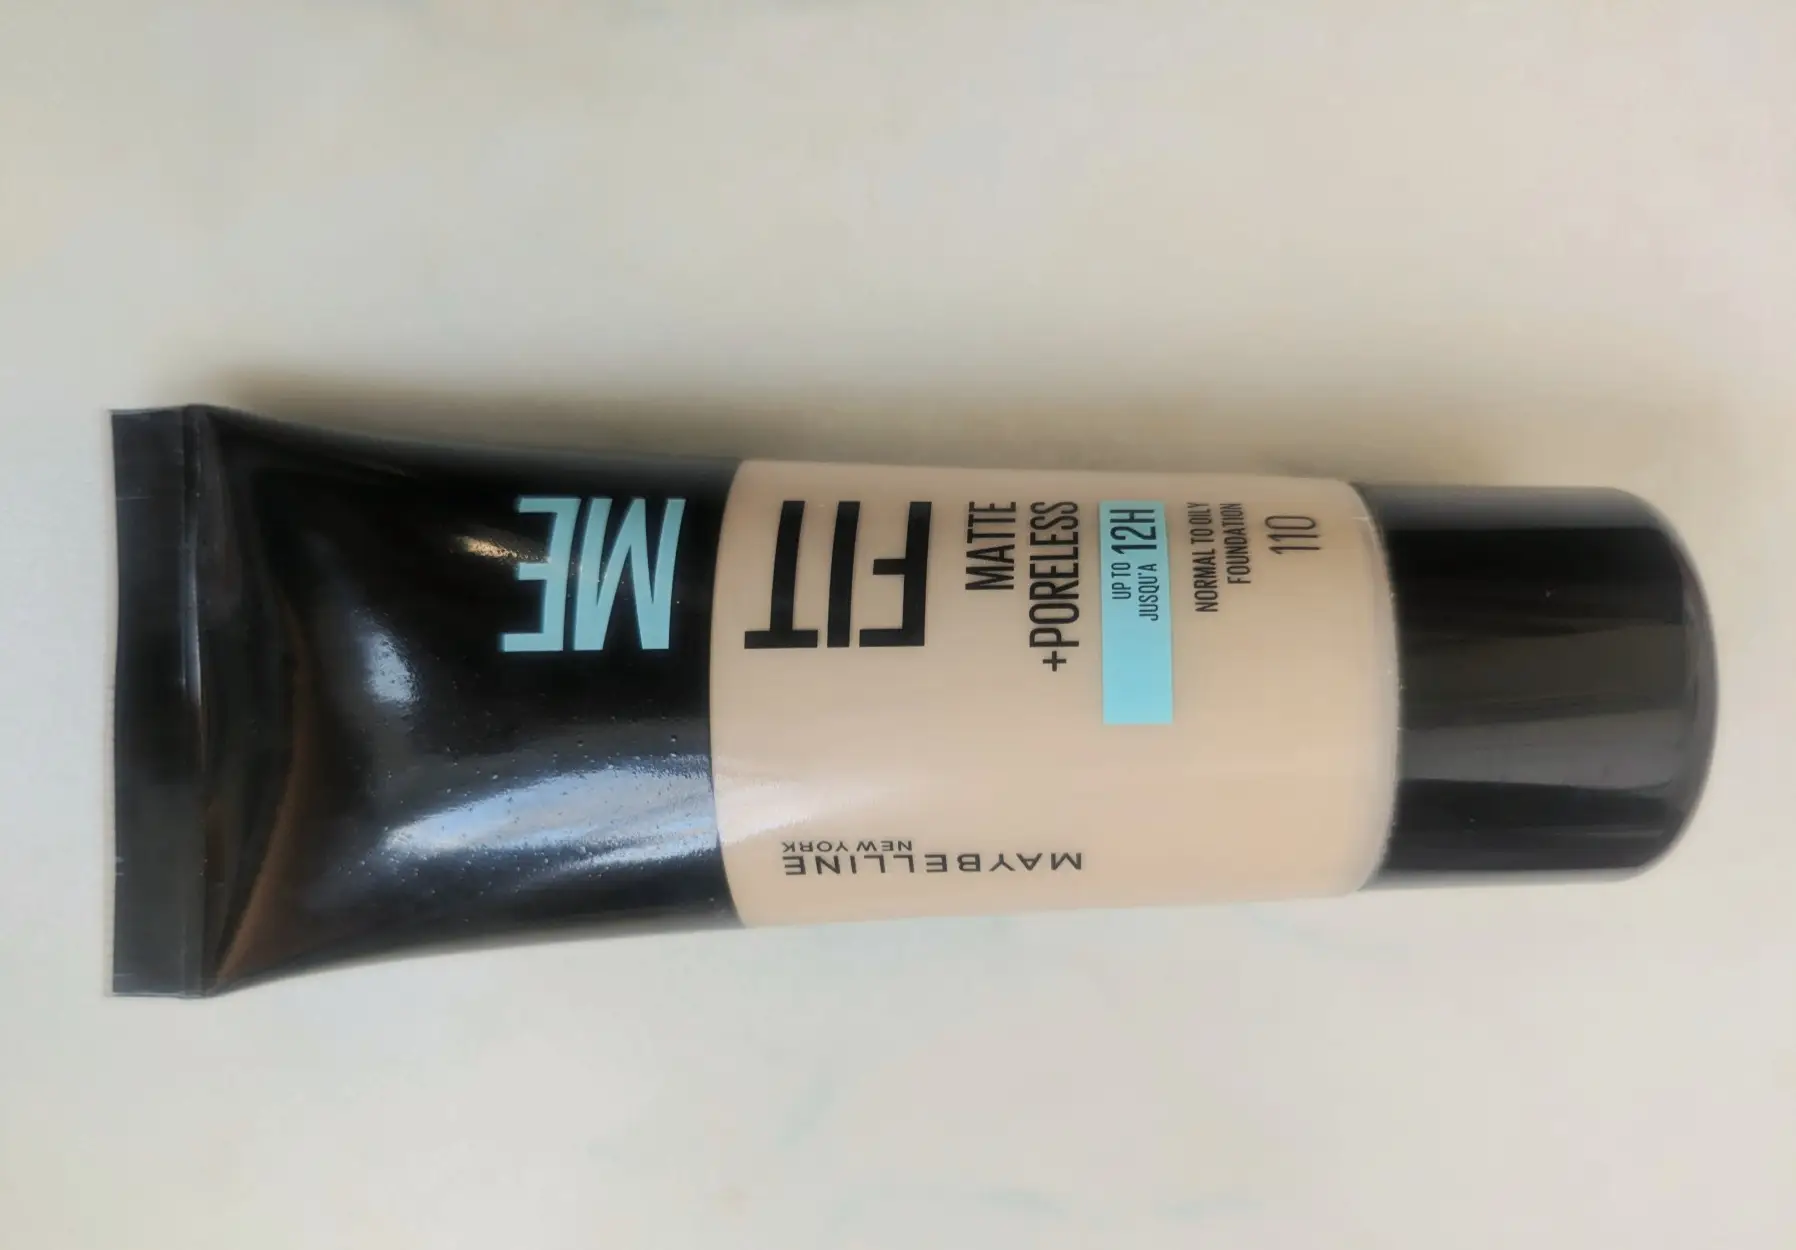 FIT
ME
MATTE
+PORELESS
UP TO 12H
JUSQU'A
NORMAL TO OILY
FOUNDATION
110
MAYBELLINE
NEW YORK